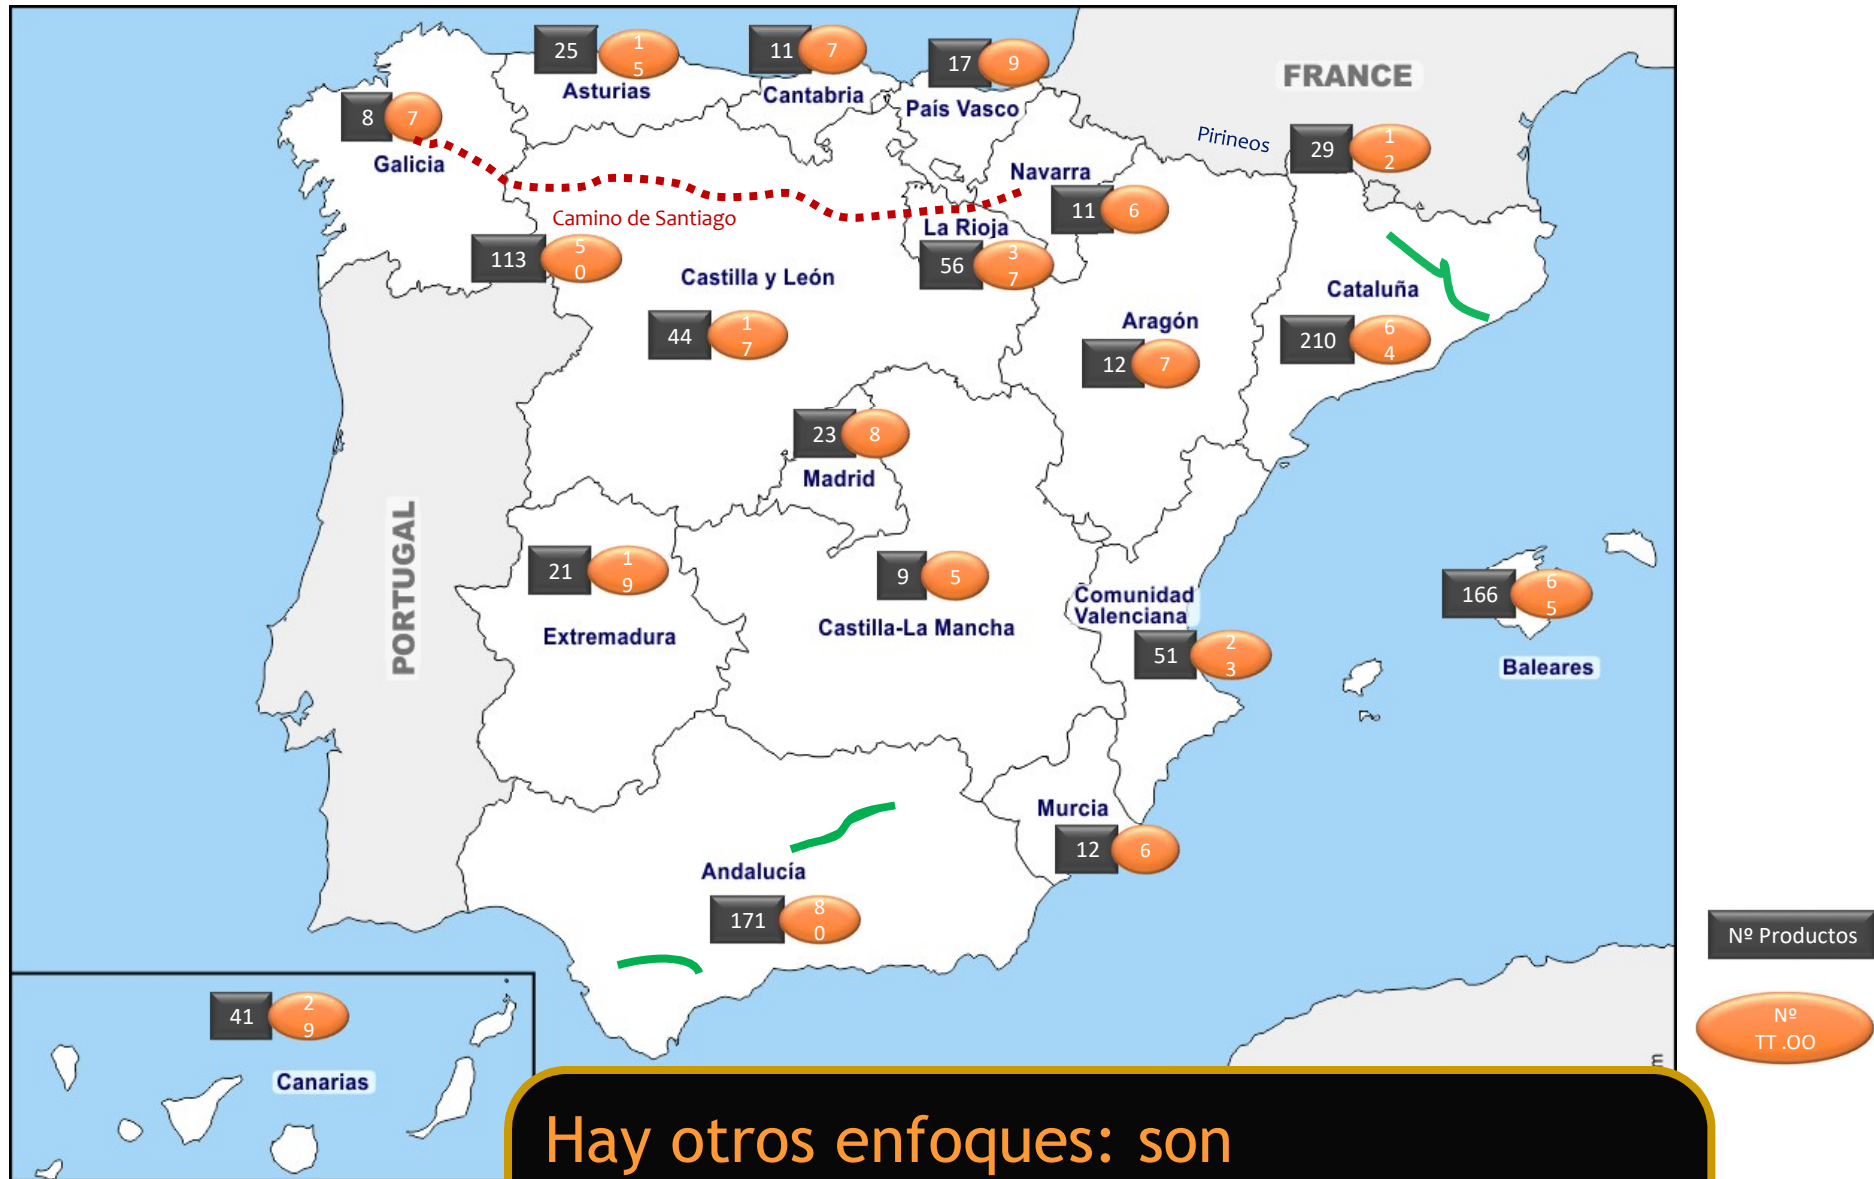 25
1
5
Asturias
11
7
Cantabria
17
9
País Vasco
FRANCE
8
7
Galicia
Pirineos
29
1
2
Navarra
11
6
Camino de Santiago
La Rioja
56
3
7
113
5
0
Castilla y León
44
1
7
Cataluña
210
6
4
Aragón
12
7
23
8
Madrid
PORTUGAL
21
1
9
Extremadura
9
5
Castilla-La Mancha
Comunidad
Valenciana
51
2
3
166
6
5
Baleares
Murcia
12
6
Andalucía
171
8
0
Nº Productos
Nº
TT .OO
41
2
9
Canarias
m
Hay otros enfoques: son